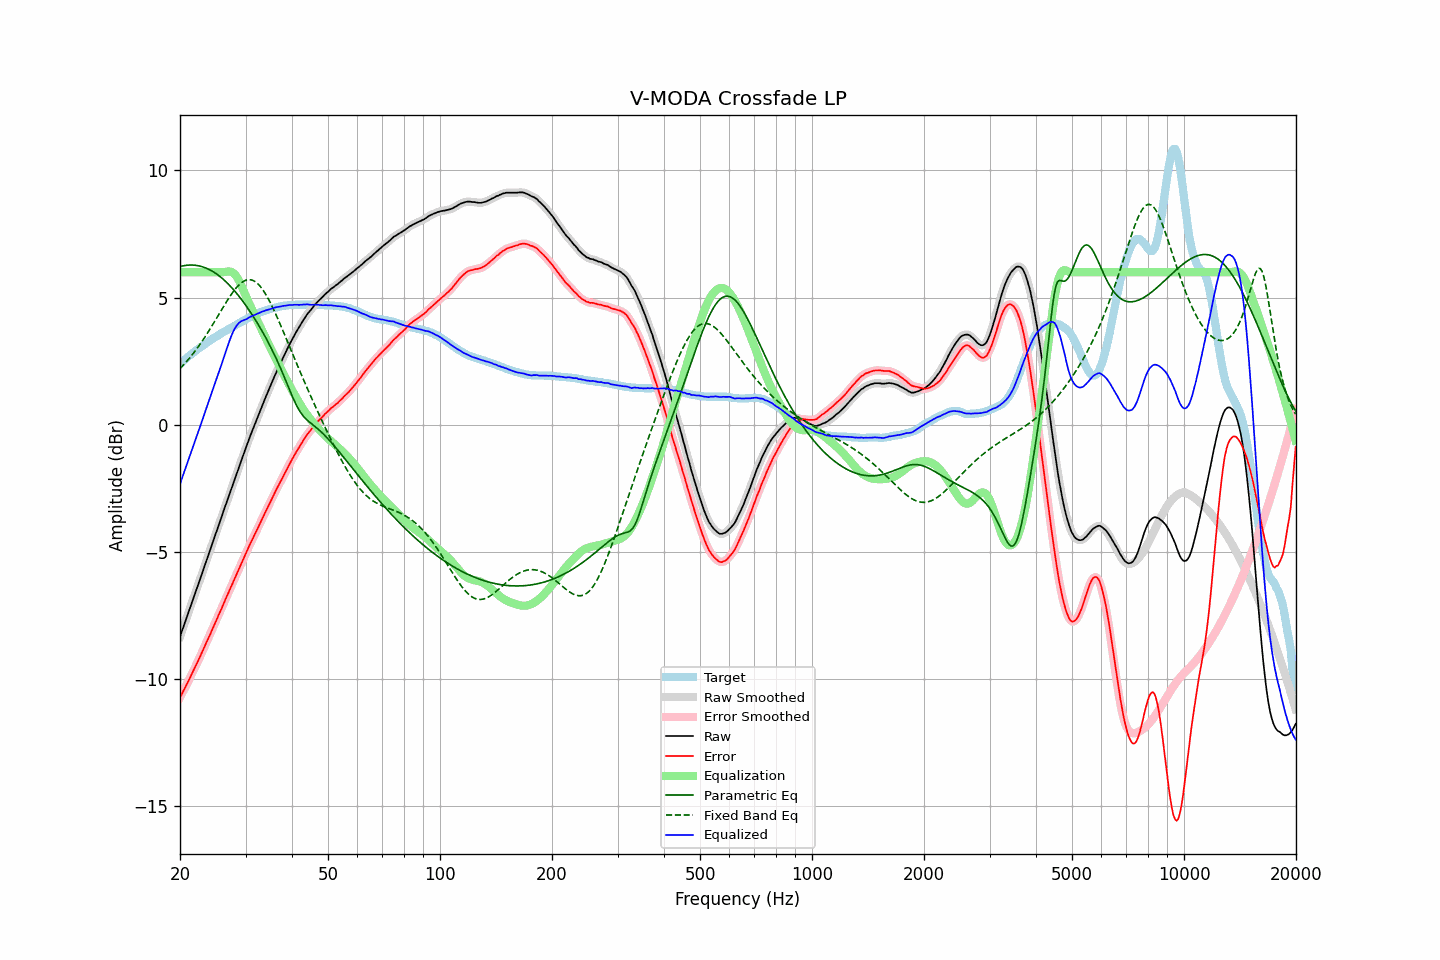 V-MODA Crossfade LP
Amplitude (dBr)
10
5
0
−5
−10
−15
Target
Raw Smoothed
Error Smoothed
Raw
Error
Equalization
Parametric Eq
Fixed Band Eq
Equalized
20 50 100 200 500 1000 2000 5000 10000 20000
Frequency (Hz)